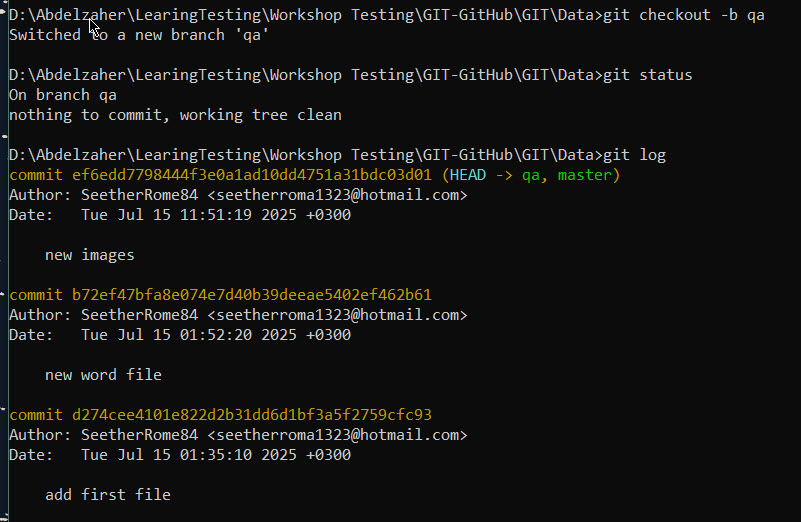 D:\Abdelzaher\LearingTesting\Workshop Testing\GIT-GitHub\GIT\Data>git checkout -b qa
Switched to a new branch 'qa'
D:\Abdelzaher\LearingTesting\Workshop Testing\GIT-GitHub\GIT\Data>git status
On branch qa
nothing to commit, working tree clean
D:\Abdelzaher\LearingTesting\Workshop Testing\GIT-GitHub\GIT\Data>git log
commit ef6edd7798444f3e0a1ad10dd4751a31bdc03d01 (HEAD -> qa, master)
Author: SeetherRome84 <seetherroma1323@hotmail.com>
Date:   Tue Jul 15 11:51:19 2025 +0300
new images
commit b72ef47bfa8e074e7d40b39deeae5402ef462b61
Author: SeetherRome84 <seetherroma1323@hotmail.com>
Date:   Tue Jul 15 01:52:20 2025 +0300
new word file
commit d274cee4101e822d2b31dd6d1bf3a5f2759cfc93
Author: SeetherRome84 <seetherroma1323@hotmail.com>
Date:   Tue Jul 15 01:35:10 2025 +0300
add first file